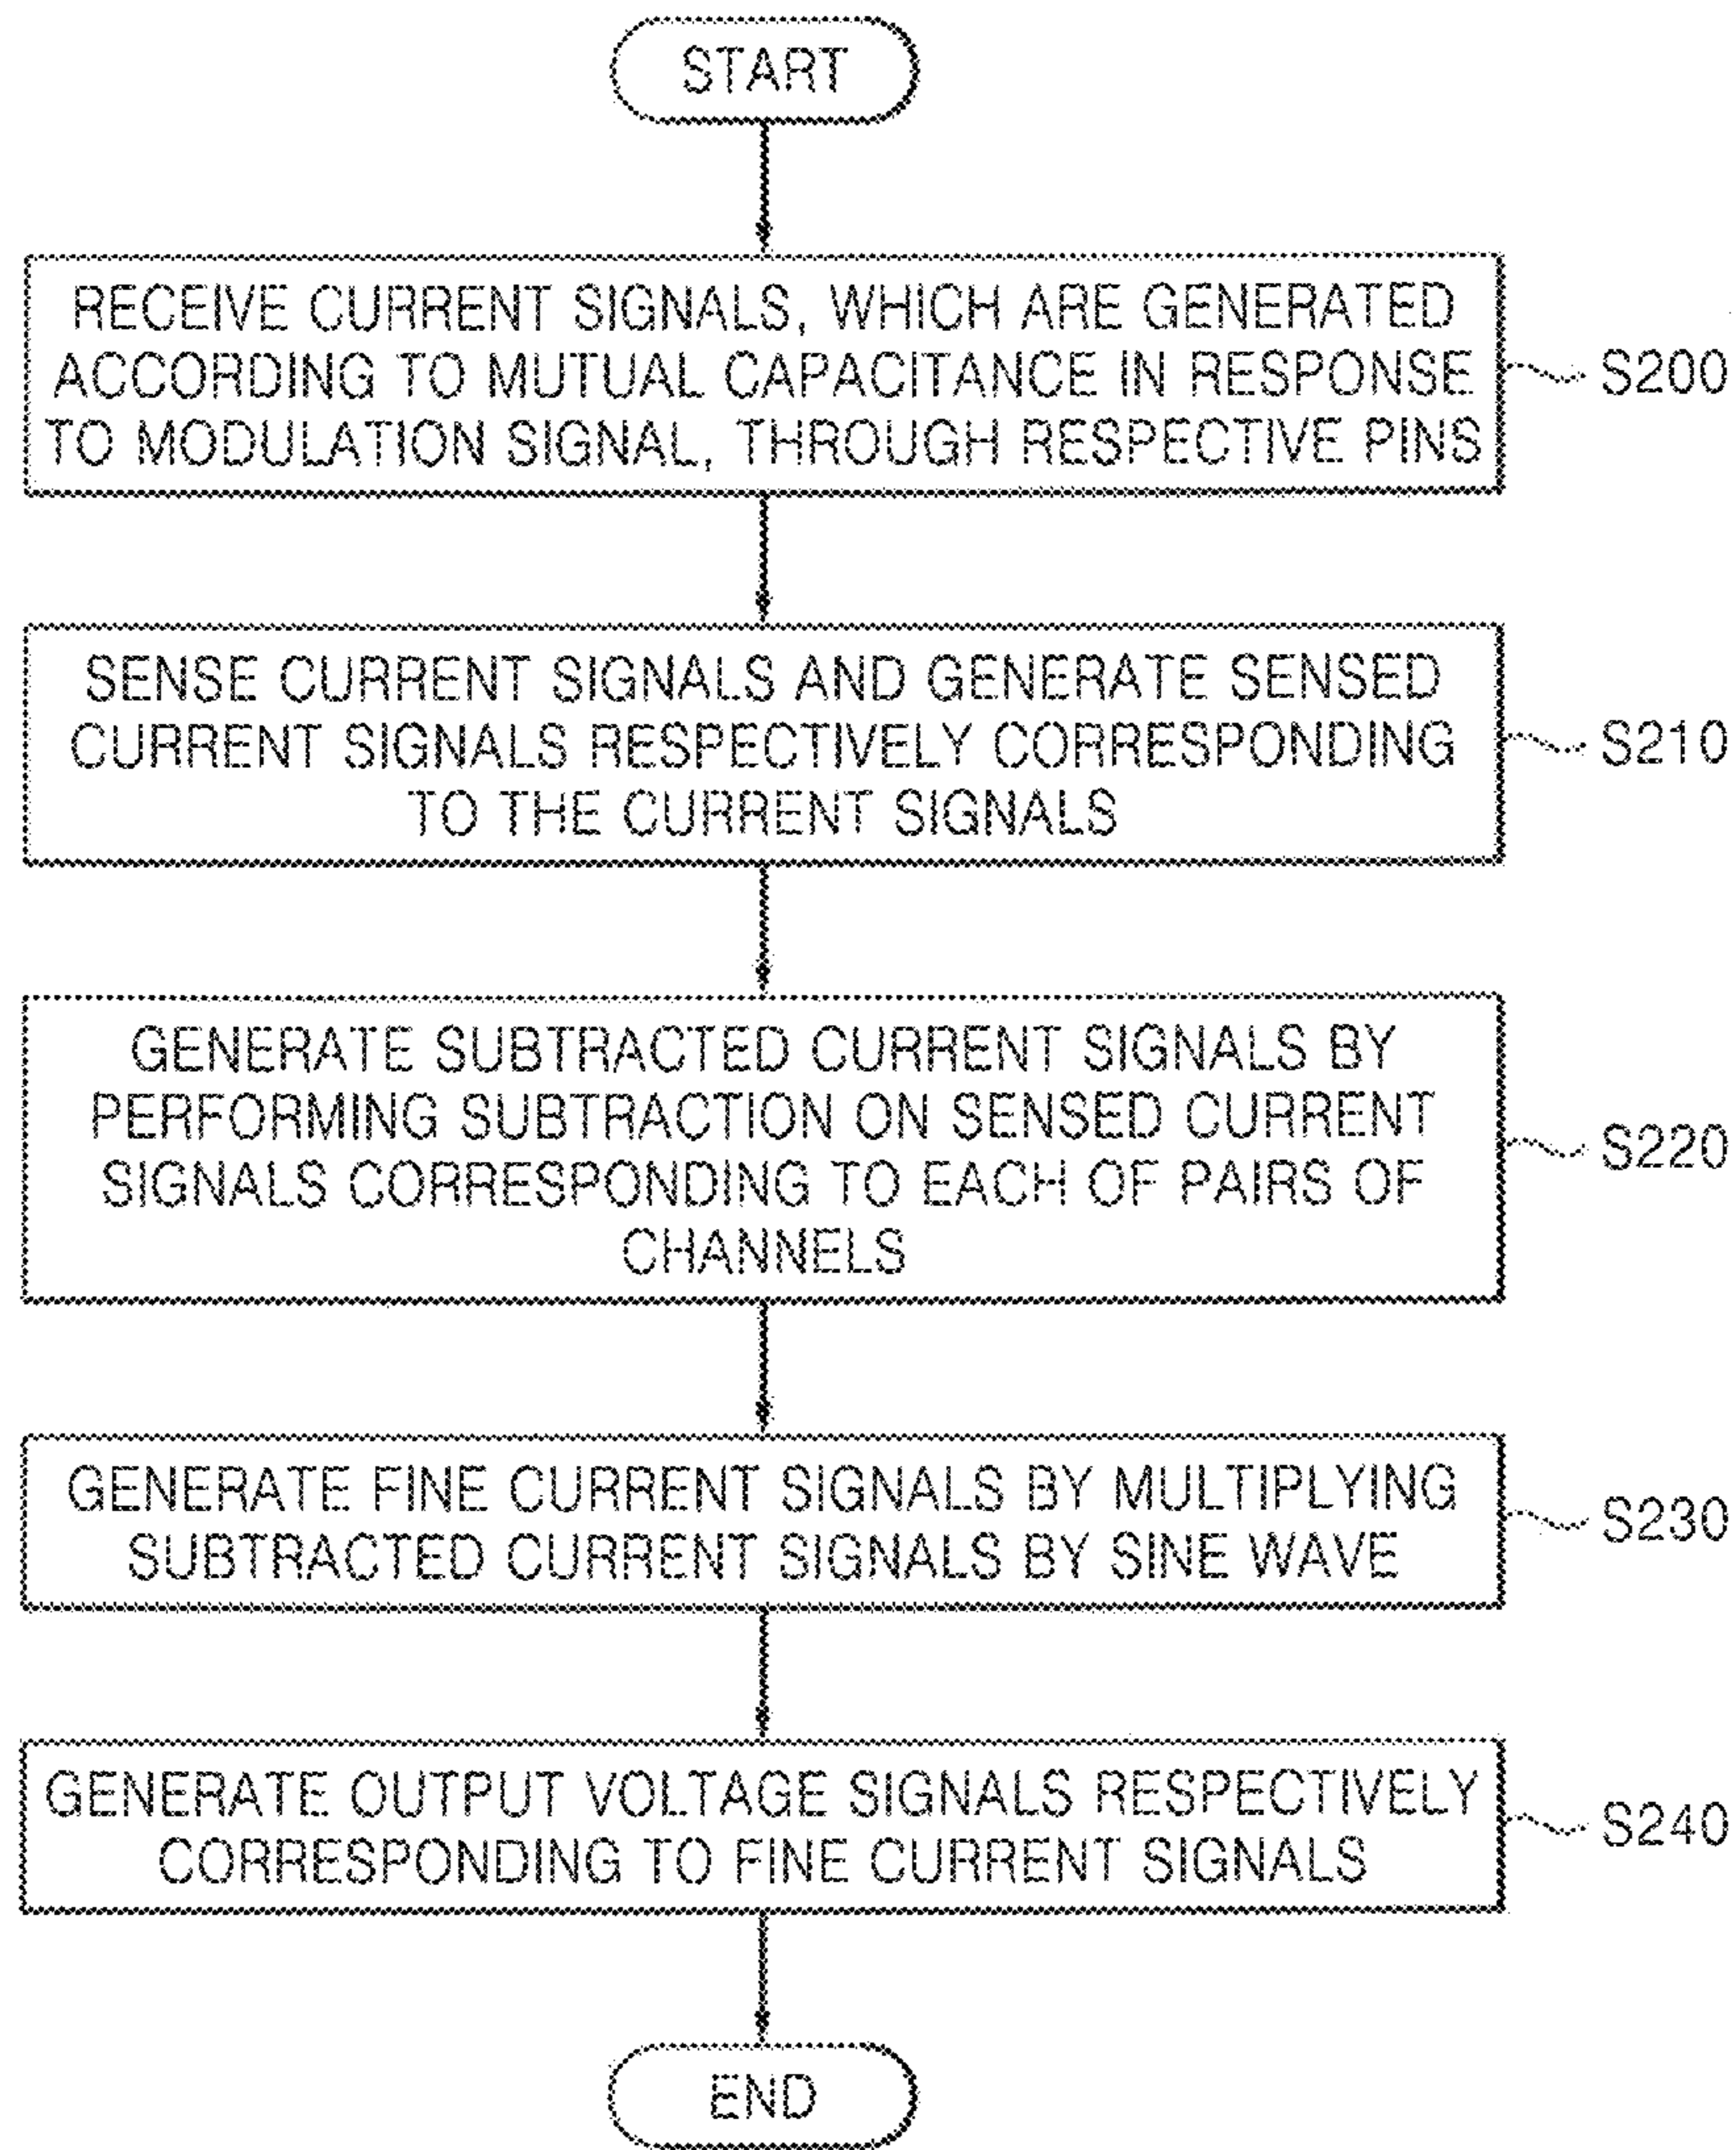 START
RECEIVE CURRENT SIGNALS, WHICH ARE GENERATED
ACCORDING TO MUTUAL CAPACITANCE IN RESPONSE
TO MODULATION SIGNAL, THROUGH RESPECTIVE PINS
S200
SENSE CURRENT SIGNALS AND GENERATE SENSED
CURRENT SIGNALS RESPECTIVELY CORRESPONDING
TO THE CURRENT SIGNALS
S210
GENERATE SUBTRACTED CURRENT SIGNALS BY
PERFORMING SUBTRACTION ON SENSED CURRENT
SIGNALS CORRESPONDING TO EACH OF PAIRS OF
CHANNELS
S220
GENERATE FINE CURRENT SIGNALS BY MULTIPLYING
SUBTRACTED CURRENT SIGNALS BY SINE WAVE
S230
GENERATE OUTPUT VOLTAGE SIGNALS RESPECTIVELY
CORRESPONDING TO FINE CURRENT SIGNALS
S240
END